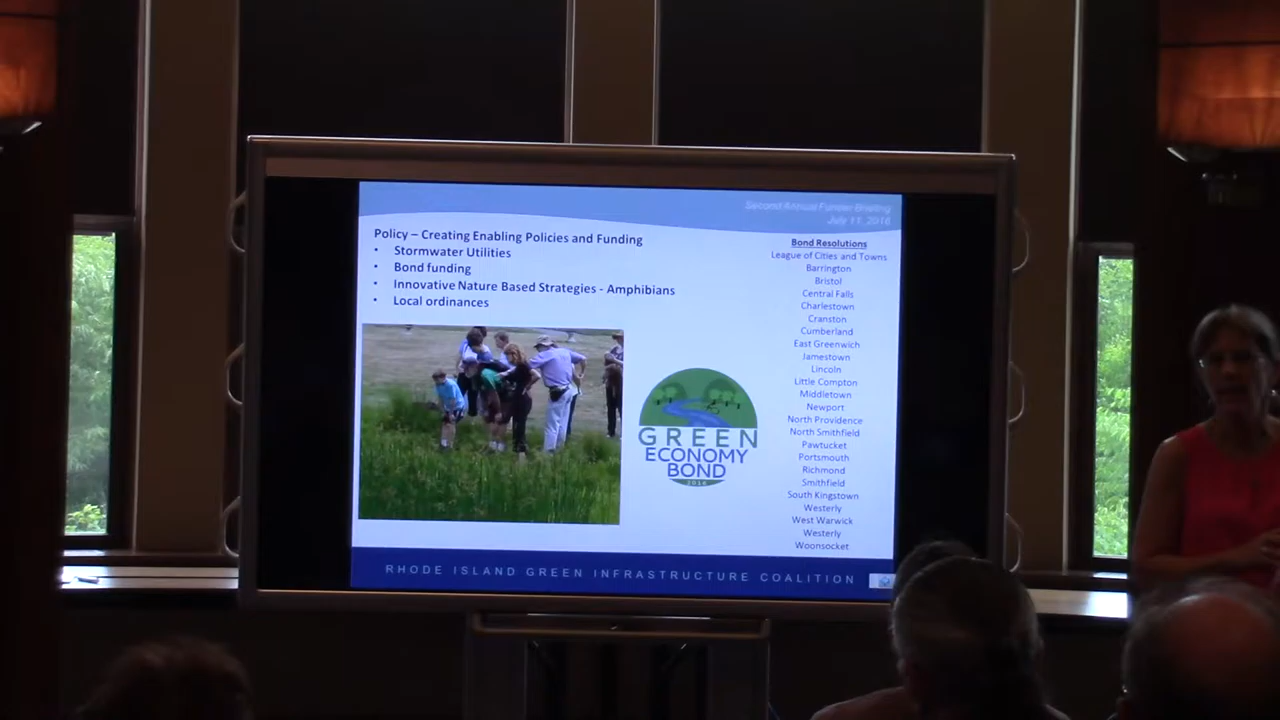 Second Annual Funder Briefing
July 11, 2016
Policy – Creating Enabling Policies and Funding
• Stormwater Utilities
• Bond funding
• Innovative Nature Based Strategies - Amphibians
• Local ordinances
GREEN
ECONOMY
BOND
2016
Bond Resolutions
League of Cities and Towns
Barrington
Bristol
Central Falls
Charlestown
Cranston
Cumberland
East Greenwich
Jamestown
Lincoln
Little Compton
Middletown
Newport
North Providence
North Smithfield
Pawtucket
Portsmouth
Richmond
Smithfield
South Kingstown
Westerly
West Warwick
Westerly
Woonsocket
RHODE ISLAND GREEN INFRASTRUCTURE COALITION